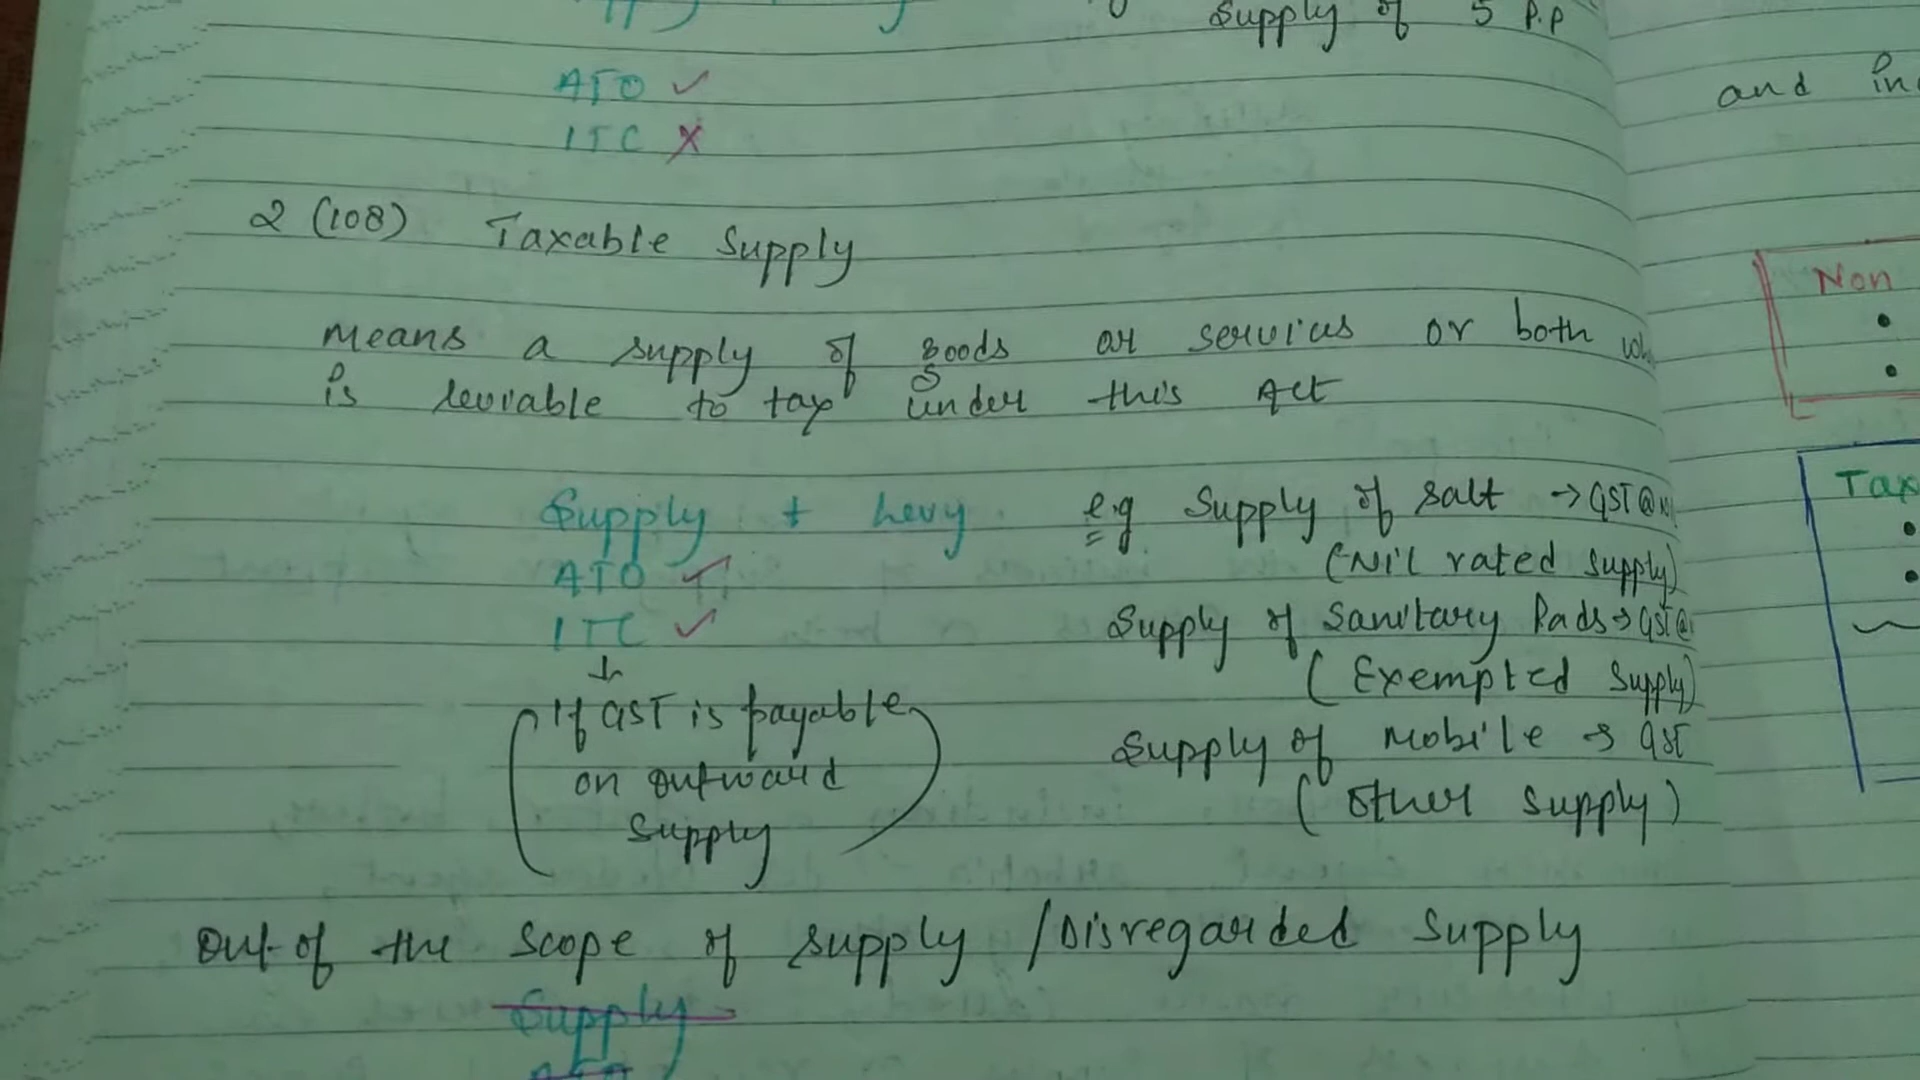 Supply of 5 P.P
ATO ✓
ITC ✗
and
2 (108) Taxable Supply
means a supply of goods or services or both
is leviable to tax under this Act
Supply + Levy
ATO ✓
ITC ✓
(If GST is payable
on outward
supply)
e.g Supply of salt → GST@
(Nil rated supply)
Supply of Sanitary Pads → GST@
(Exempted Supply)
Supply of mobile → GST
(other supply)
Out of the Scope of supply / Disregarded Supply
Supply
Non
Tax